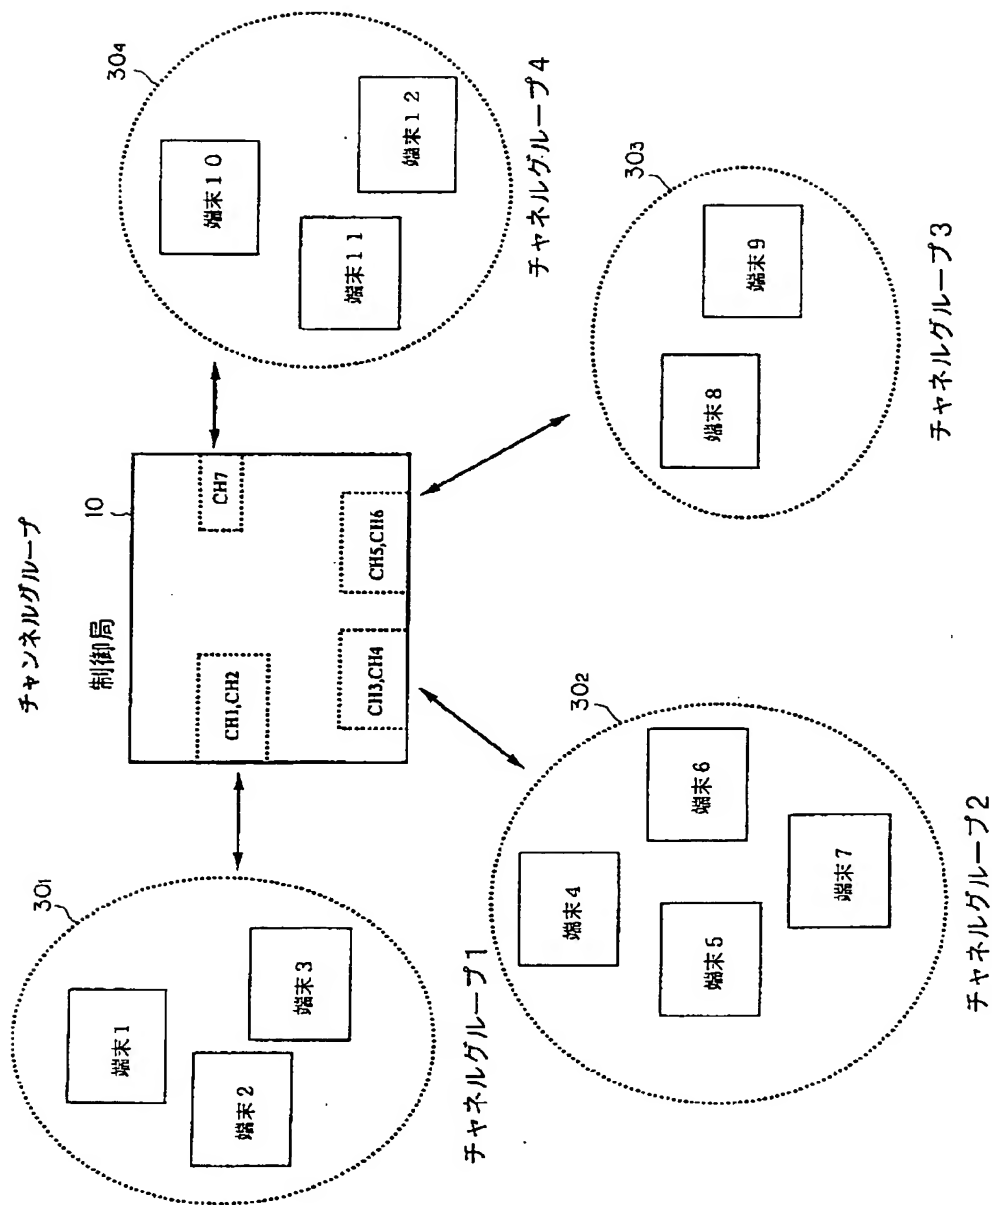 チャンネルグループ
制御局
10
CH1,CH2
CH7
CH3,CH4
CH5,CH6
301
端末1
端末2
端末3
チャネルグループ1
302
端末4
端末5
端末6
端末7
チャネルグループ2
303
端末8
端末9
チャネルグループ3
304
端末10
端末11
端末12
チャネルグループ4